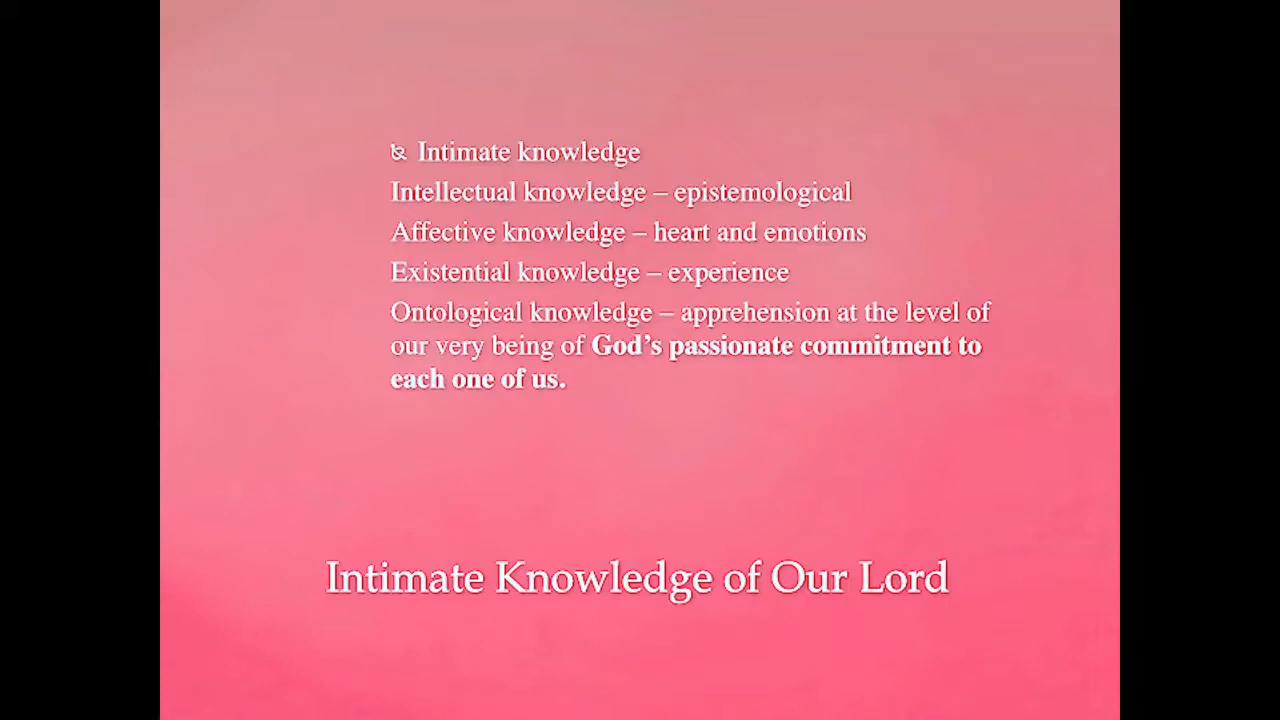 Intimate knowledge
Intellectual knowledge – epistemological
Affective knowledge – heart and emotions
Existential knowledge – experience
Ontological knowledge – apprehension at the level of
our very being of God’s passionate commitment to
each one of us.
Intimate Knowledge of Our Lord